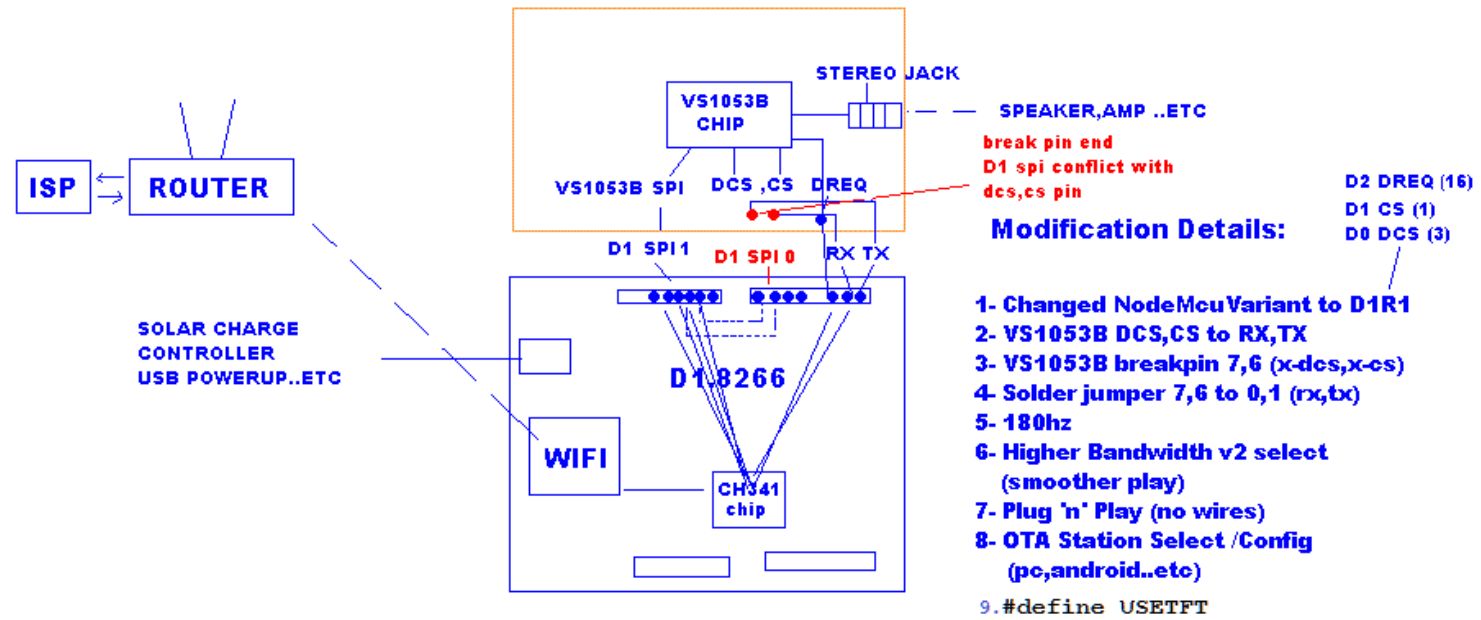 STEREO JACK
VS1053B
CHIP
SPEAKER,AMP ..ETC
break pin end
D1 spi conflict with
dcs,cs pin
ISP
ROUTER
VS1053B SPI
DCS ,CS
DREQ
D2 DREQ (16)
D1 CS (1)
D0 DCS (3)
Modification Details:
D1 SPI 1
D1 SPI 0
RX TX
1- Changed NodeMcuVariant to D1R1
2- VS1053B DCS,CS to RX,TX
3- VS1053B breakpin 7,6 (x-dcs,x-cs)
4- Solder jumper 7,6 to 0,1 (rx,tx)
5- 180hz
6- Higher Bandwidth v2 select
(smoother play)
7- Plug 'n' Play (no wires)
8- OTA Station Select /Config
(pc,android..etc)
9.#define USETFT
SOLAR CHARGE
CONTROLLER
USB POWERUP..ETC
D1-8266
WIFI
CH341
chip